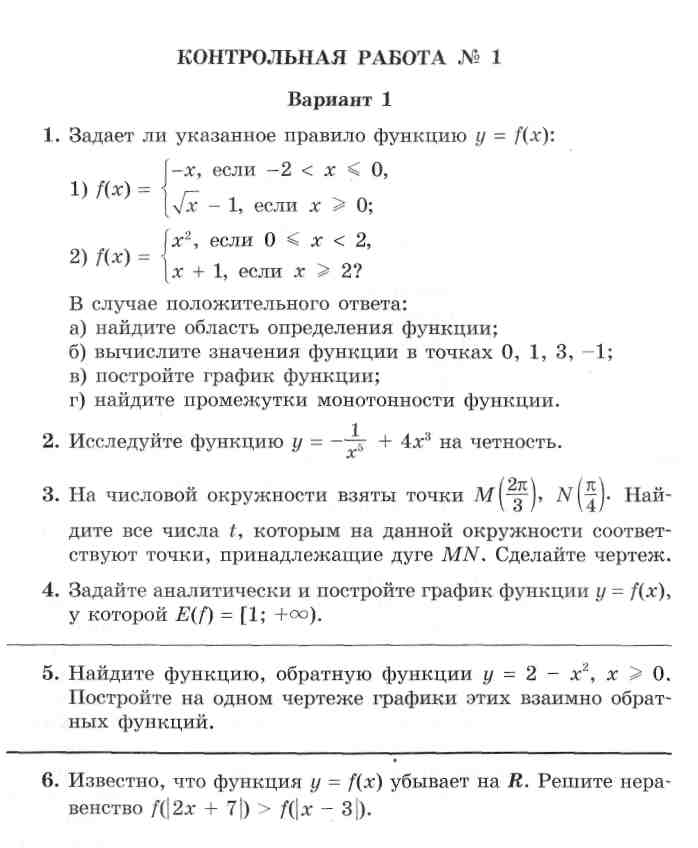 КОНТРОЛЬНАЯ РАБОТА № 1
Вариант 1
1. Задает ли указанное правило функцию y = f(x):
1) f(x) = { −x, если −2 < x ⩽ 0,
√x − 1, если x ⩾ 0;
2) f(x) = { x², если 0 ⩽ x < 2,
x + 1, если x ⩾ 2?
В случае положительного ответа:
а) найдите область определения функции;
б) вычислите значения функции в точках 0, 1, 3, −1;
в) постройте график функции;
г) найдите промежутки монотонности функции.
2. Исследуйте функцию y = −1/x⁵ + 4x³ на четность.
3. На числовой окружности взяты точки M(2π/3), N(π/4). Най-
дите все числа t, которым на данной окружности соответ-
ствуют точки, принадлежащие дуге MN. Сделайте чертеж.
4. Задайте аналитически и постройте график функции y = f(x),
у которой E(f) = [1; +∞).
5. Найдите функцию, обратную функции y = 2 − x², x ⩾ 0.
Постройте на одном чертеже графики этих взаимно обрат-
ных функций.
6. Известно, что функция y = f(x) убывает на R. Решите нера-
венство f(|2x + 7|) > f(|x − 3|).